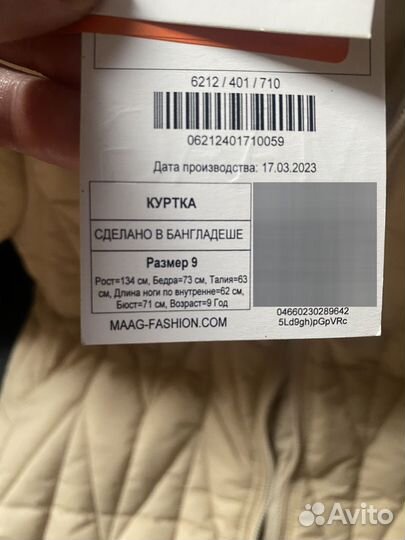 6212 / 401 / 710
06212401710059
Дата производства: 17.03.2023
КУРТКА
СДЕЛАНО В БАНГЛАДЕШЕ
Размер 9
Рост=134 см, Бедра=73 см, Талия=63
см, Длина ноги по внутренне=62 см,
Бюст=71 см, Возраст=9 Год
MAAG-FASHION.COM
04660230289642
5Ld9gh)pGpVRc
Avito